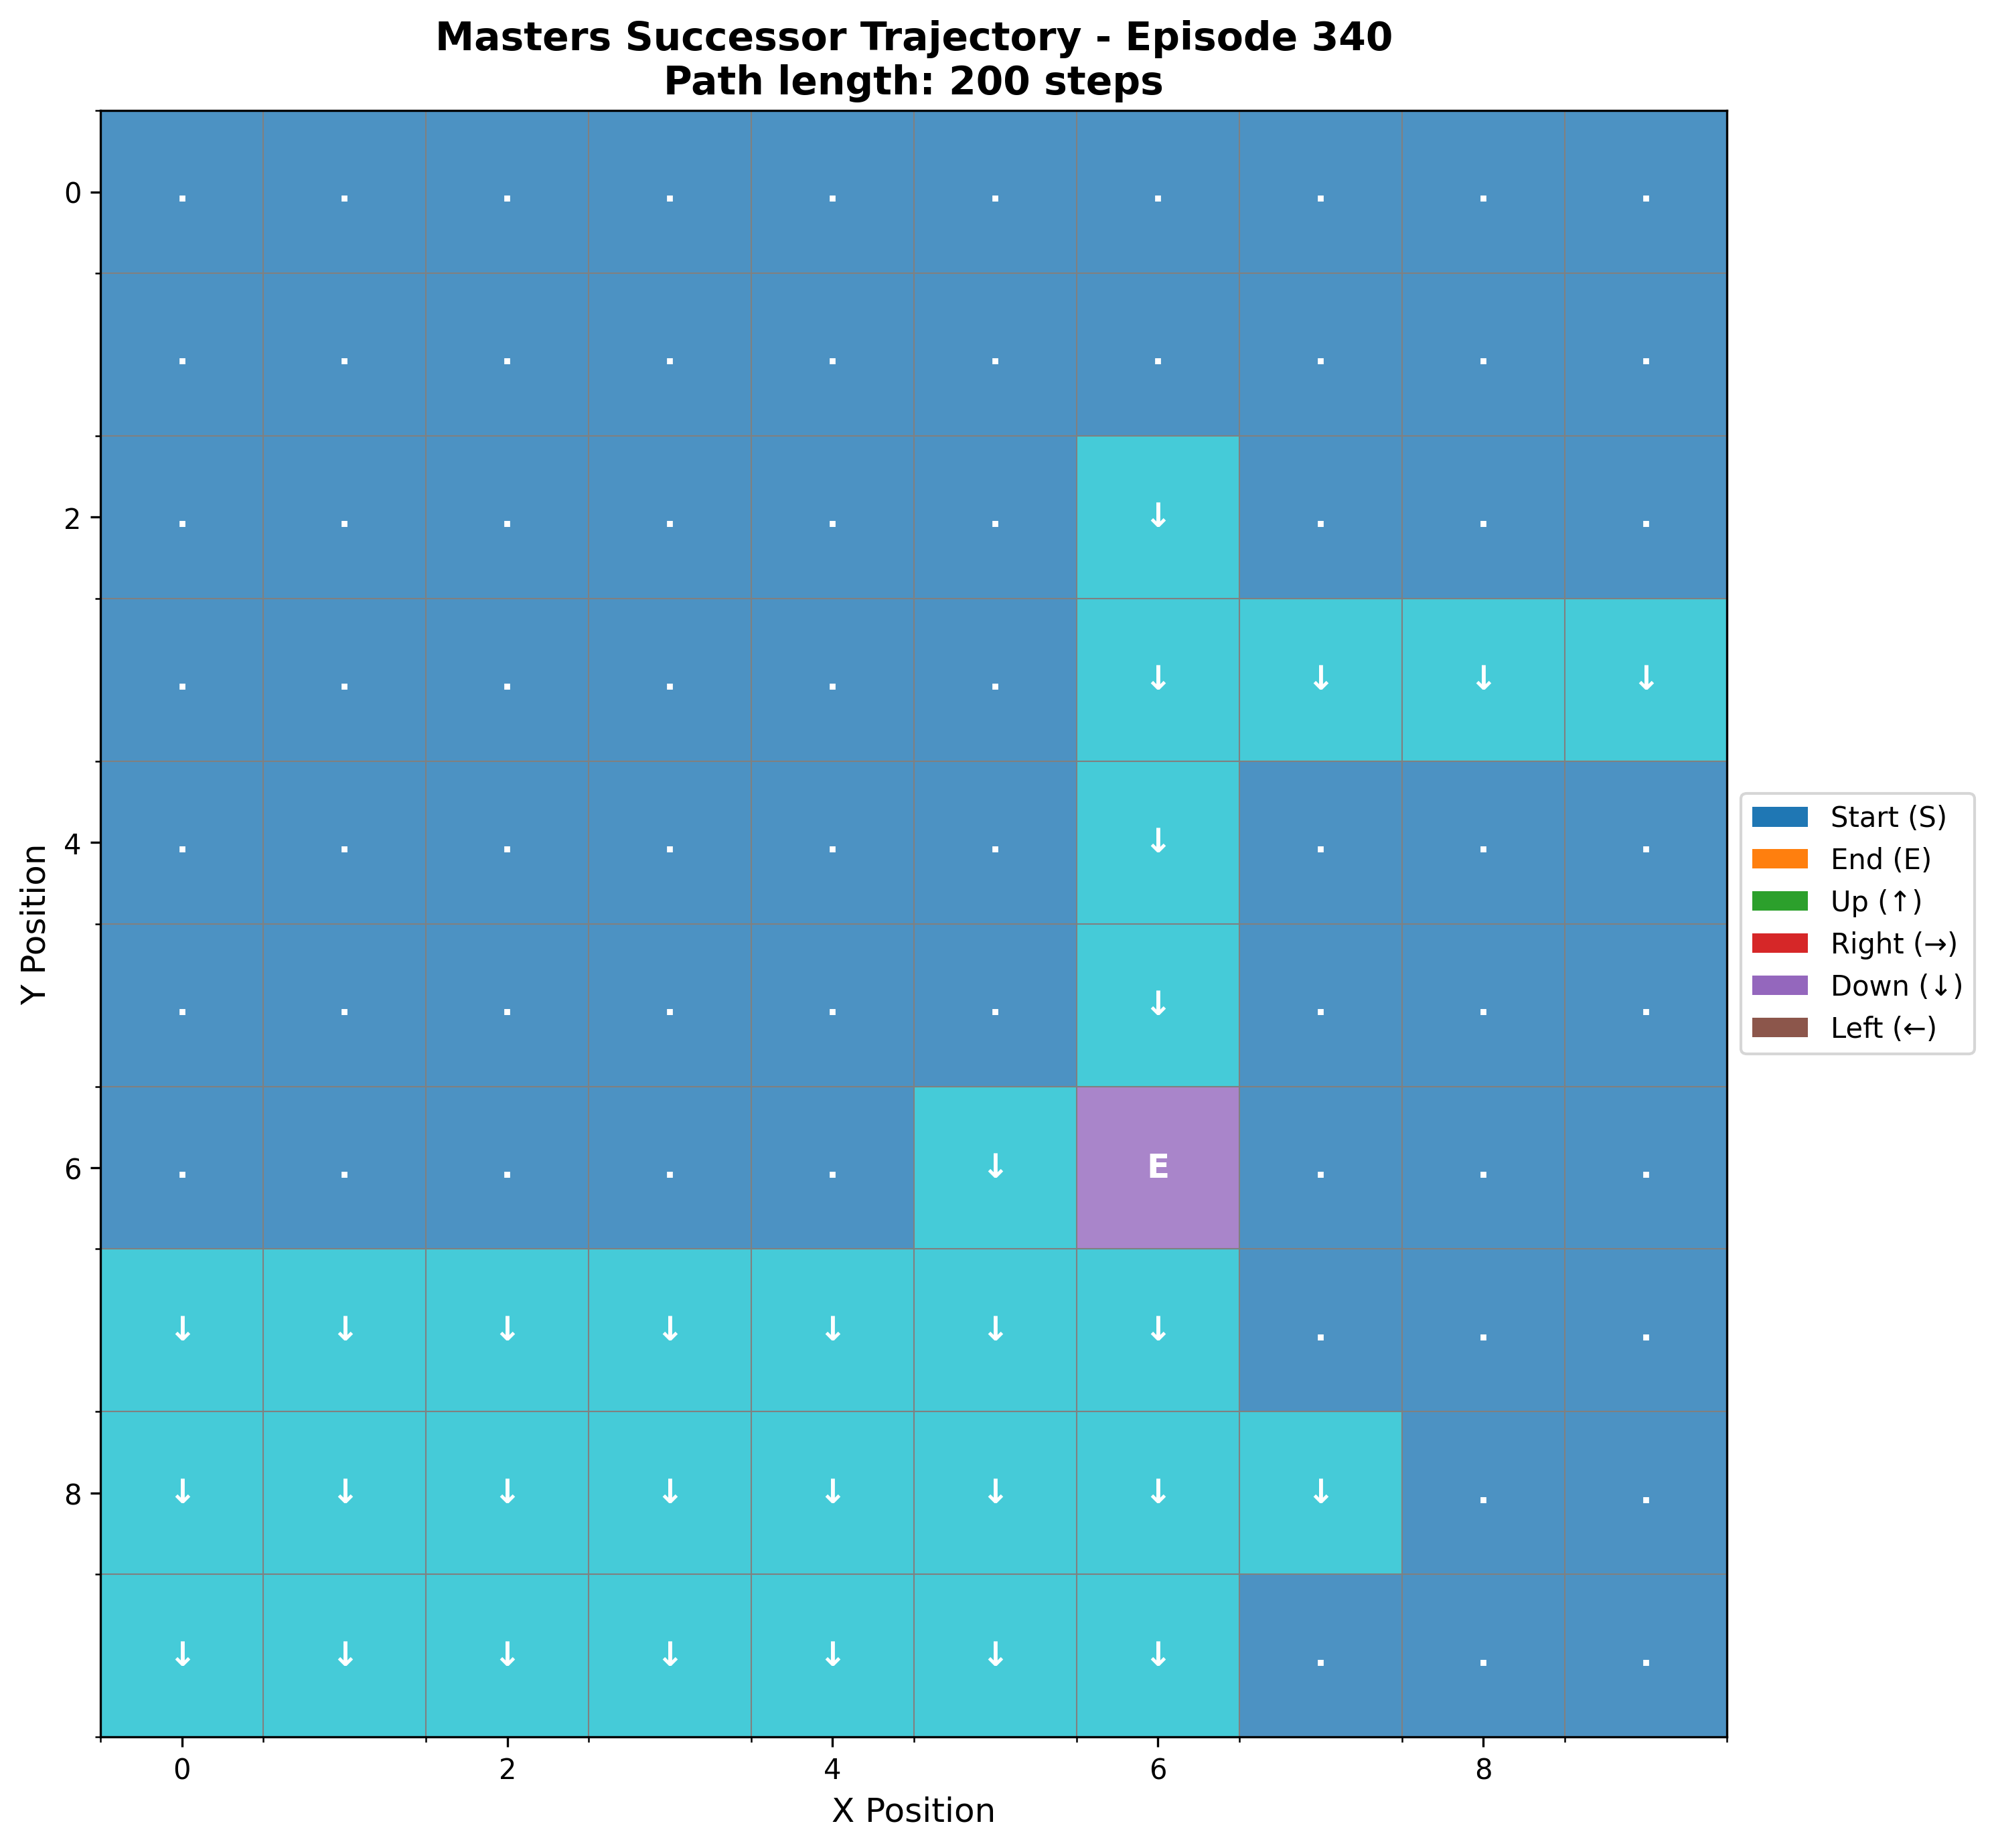 Masters Successor Trajectory - Episode 340
Path length: 200 steps
0 . . . . . . . . . .
. . . . . . . . . .
2 . . . . . . ↓ . . .
. . . . . . ↓ ↓ ↓ ↓
4 . . . . . . ↓ . . .
. . . . . . ↓ . . .
6 . . . . . ↓ E . . .
↓ ↓ ↓ ↓ ↓ ↓ ↓ . . .
8 ↓ ↓ ↓ ↓ ↓ ↓ ↓ ↓ . .
↓ ↓ ↓ ↓ ↓ ↓ ↓ . . .
0 2 4 6 8
X Position
Y Position
Start (S)
End (E)
Up (↑)
Right (→)
Down (↓)
Left (←)